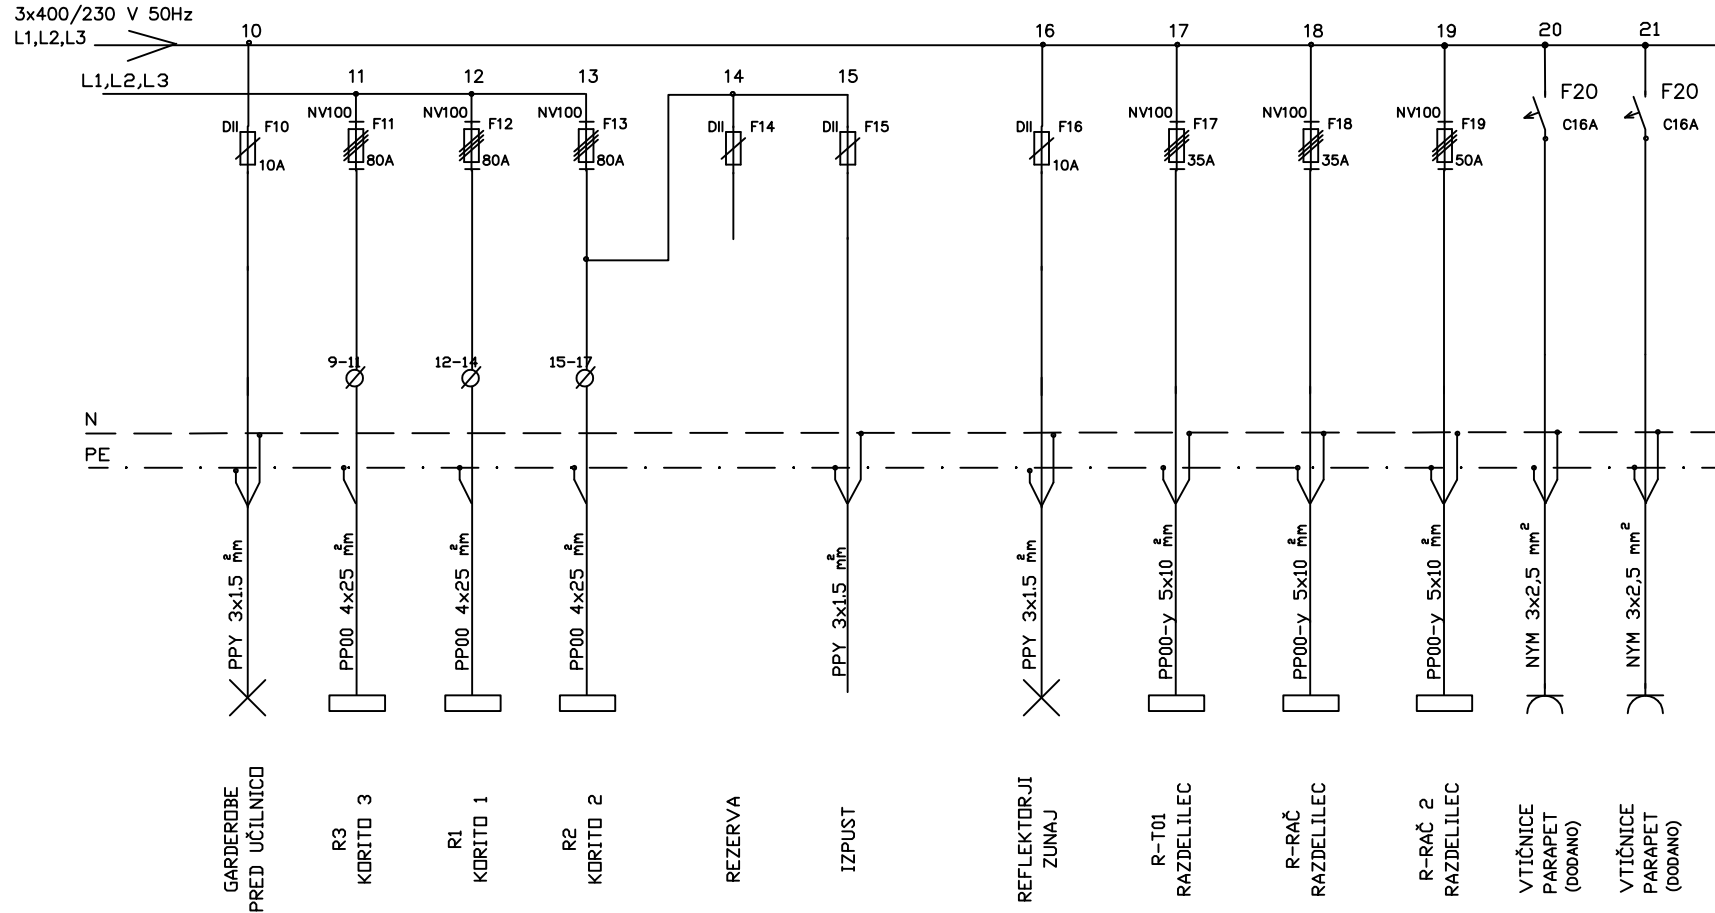 3x400/230 V 50Hz
L1,L2,L3
10
16
17
18
19
20
21
L1,L2,L3
11
12
13
14
15
DII
F10
10A
NV100
F11
80A
NV100
F12
80A
NV100
F13
80A
DII
F14
DII
F15
DII
F16
10A
NV100
F17
35A
NV100
F18
35A
NV100
F19
50A
F20
C16A
F20
C16A
9-11
12-14
15-17
N
PE
PPY 3x1.5 mm²
PP00 4x25 mm²
PP00 4x25 mm²
PP00 4x25 mm²
PPY 3x1.5 mm²
PPY 3x1.5 mm²
PP00-y 5x10 mm²
PP00-y 5x10 mm²
PP00-y 5x10 mm²
NYM 3x2,5 mm²
NYM 3x2,5 mm²
GARDEROBE
PRED UČILNICO
R3
KORITO 3
R1
KORITO 1
R2
KORITO 2
REZERVA
IZPUST
REFLEKTORJI
ZUNAJ
R-T01
RAZDELILEC
R-RAČ
RAZDELILEC
R-RAČ 2
RAZDELILEC
VTIČNICE
PARAPET
(DODANO)
VTIČNICE
PARAPET
(DODANO)